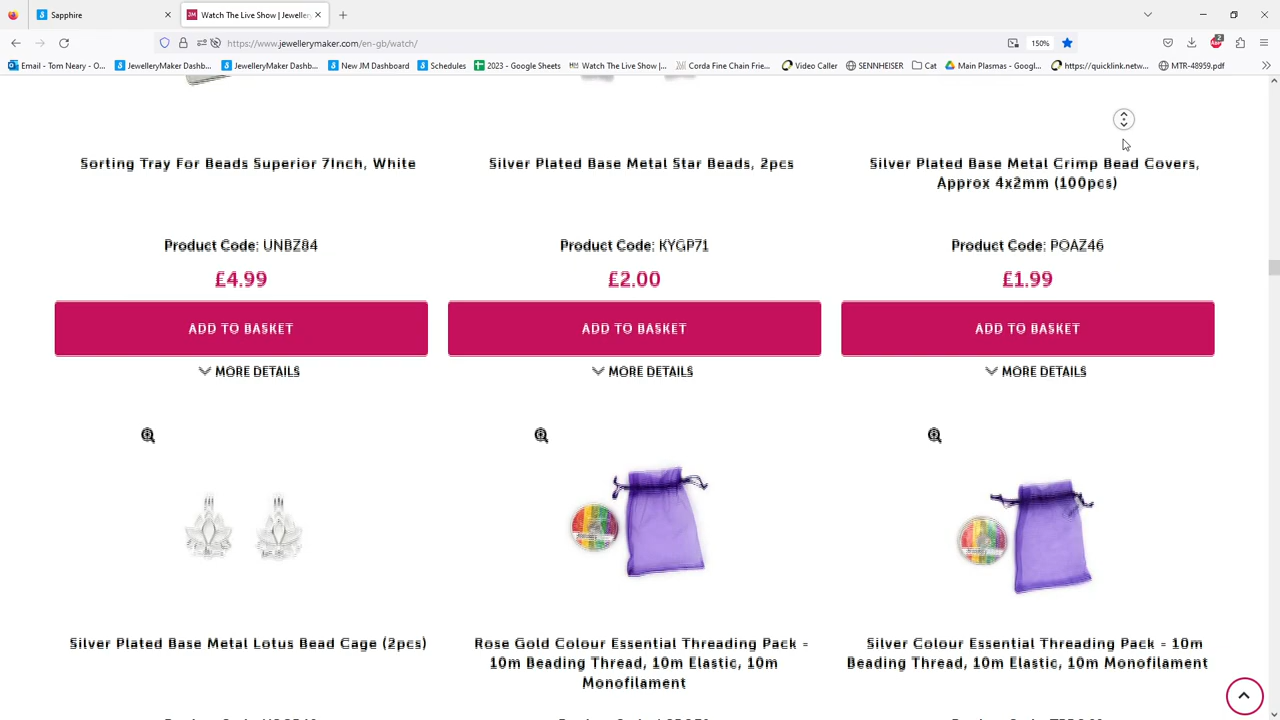 Sapphire
Watch The Live Show | Jeweller
https://www.jewellerymaker.com/en-gb/watch/
150%
2
Email - Tom Neary - O...
JewelleryMaker Dashb...
JewelleryMaker Dashb...
New JM Dashboard
Schedules
2023 - Google Sheets
Watch The Live Show |...
Corda Fine Chain Frie...
Video Caller
SENNHEISER
Cat
Main Plasmas - Googl...
https://quicklink.netw...
MTR-48959.pdf
Sorting Tray For Beads Superior 7Inch, White
Silver Plated Base Metal Star Beads, 2pcs
Silver Plated Base Metal Crimp Bead Covers,
Approx 4x2mm (100pcs)
Product Code: UNBZ84
Product Code: KYGP71
Product Code: POAZ46
£4.99
£2.00
£1.99
ADD TO BASKET
ADD TO BASKET
ADD TO BASKET
MORE DETAILS
MORE DETAILS
MORE DETAILS
Silver Plated Base Metal Lotus Bead Cage (2pcs)
Rose Gold Colour Essential Threading Pack =
10m Beading Thread, 10m Elastic, 10m
Monofilament
Silver Colour Essential Threading Pack = 10m
Beading Thread, 10m Elastic, 10m Monofilament